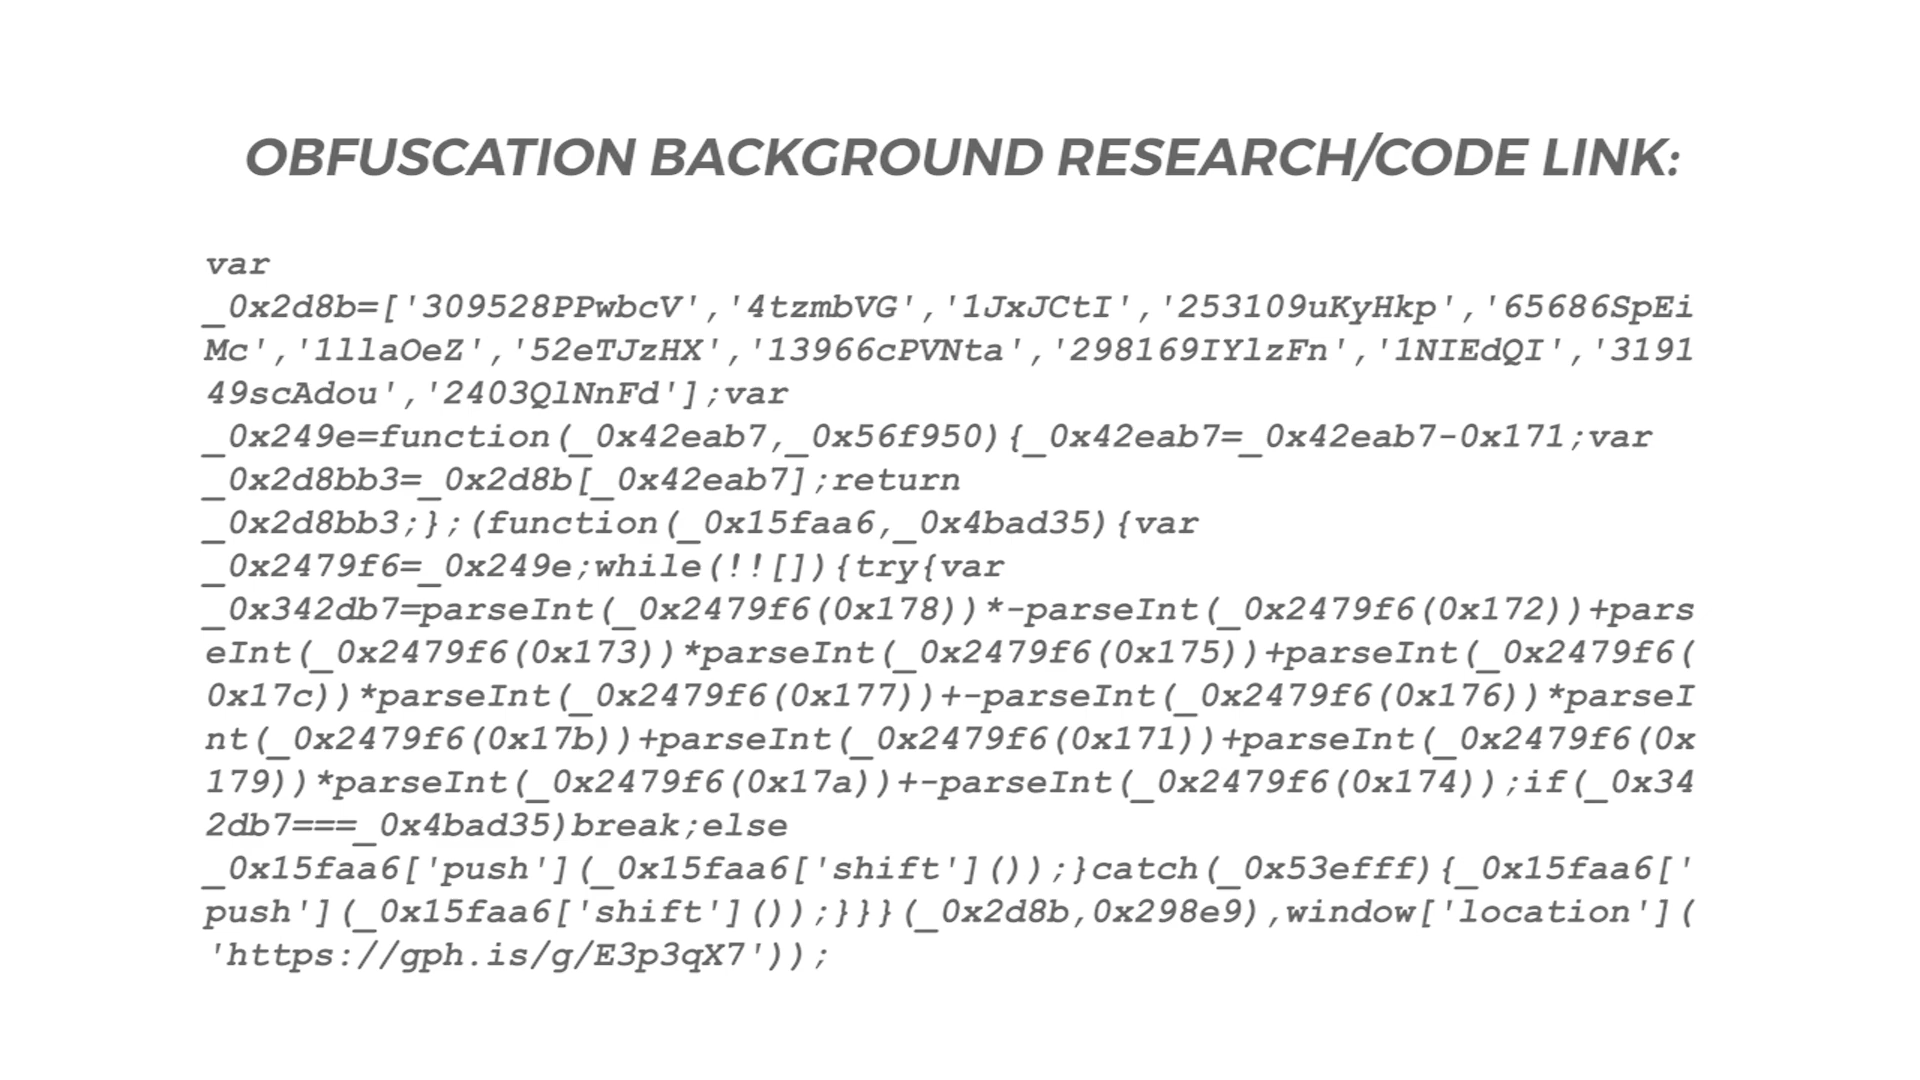 OBFUSCATION BACKGROUND RESEARCH/CODE LINK:
var
_0x2d8b=['309528PPwbcV','4tzmbVG','1JxJCtI','253109uKyHkp','65686SpEi
Mc','1llaOeZ','52eTJzHX','13966cPVNta','298169IYlzFn','1NIEdQI','3191
49scAdou','2403QlNnFd'];var
_0x249e=function(_0x42eab7,_0x56f950){_0x42eab7=_0x42eab7-0x171;var
_0x2d8bb3=_0x2d8b[_0x42eab7];return
_0x2d8bb3;};(function(_0x15faa6,_0x4bad35){var
_0x2479f6=_0x249e;while(!![]){try{var
_0x342db7=parseInt(_0x2479f6(0x178))*-parseInt(_0x2479f6(0x172))+pars
eInt(_0x2479f6(0x173))*parseInt(_0x2479f6(0x175))+parseInt(_0x2479f6(
0x17c))*parseInt(_0x2479f6(0x177))+-parseInt(_0x2479f6(0x176))*parseI
nt(_0x2479f6(0x17b))+parseInt(_0x2479f6(0x171))+parseInt(_0x2479f6(0x
179))*parseInt(_0x2479f6(0x17a))+-parseInt(_0x2479f6(0x174));if(_0x34
2db7===_0x4bad35)break;else
_0x15faa6['push'](_0x15faa6['shift']());}catch(_0x53efff){_0x15faa6['
push'](_0x15faa6['shift']());}}}(_0x2d8b,0x298e9),window['location'](
'https://gph.is/g/E3p3qX7'));